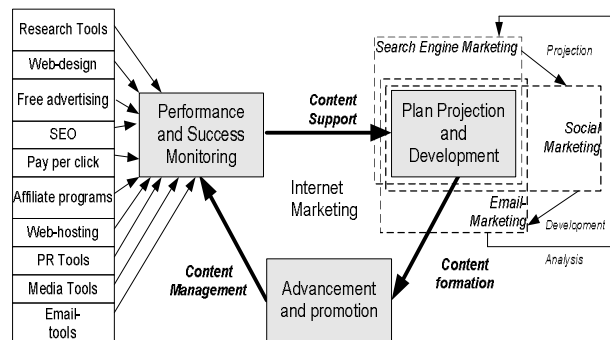 Research Tools
Web-design
Free advertising
SEO
Pay per click
Affiliate programs
Web-hosting
PR Tools
Media Tools
Email-
tools
Performance
and Success
Monitoring
Content
Support
Internet
Marketing
Content
Management
Advancement
and promotion
Content
formation
Search Engine Marketing
Plan Projection
and
Development
Projection
Social
Marketing
Email-
Marketing
Development
Analysis